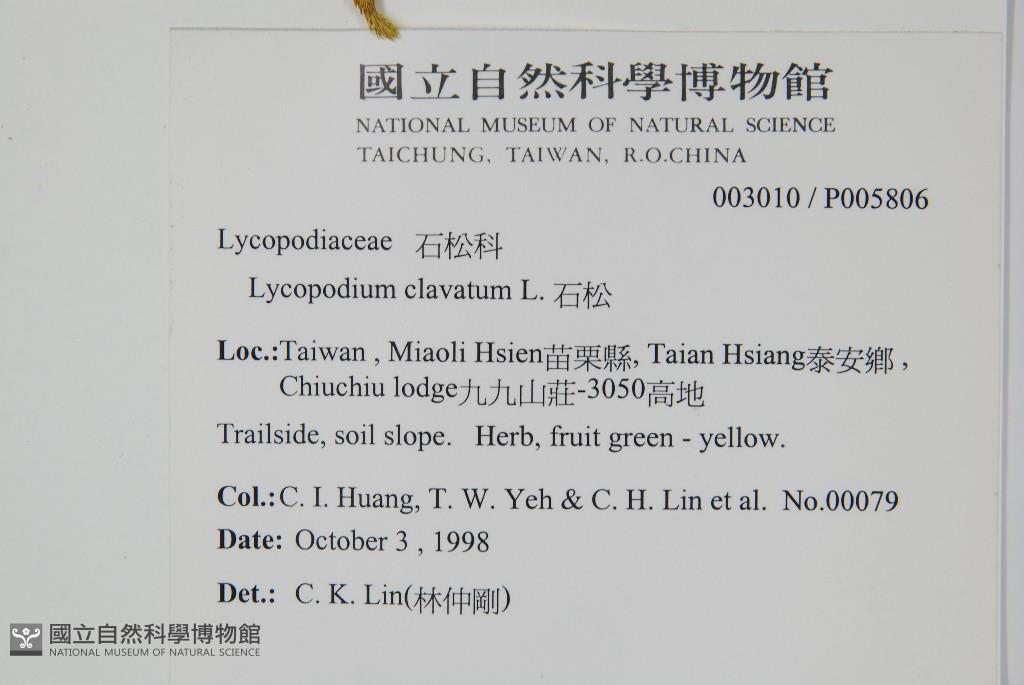 國立自然科學博物館
NATIONAL MUSEUM OF NATURAL SCIENCE
TAICHUNG, TAIWAN, R.O.CHINA
003010 / P005806
Lycopodiaceae 石松科
Lycopodium clavatum L. 石松
Loc.:Taiwan , Miaoli Hsien苗栗縣, Taian Hsiang泰安鄉 ,
Chiuchiu lodge九九山莊-3050高地
Trailside, soil slope. Herb, fruit green - yellow.
Col.:C. I. Huang, T. W. Yeh & C. H. Lin et al. No.00079
Date: October 3 , 1998
Det.: C. K. Lin(林仲剛)
國立自然科學博物館
NATIONAL MUSEUM OF NATURAL SCIENCE